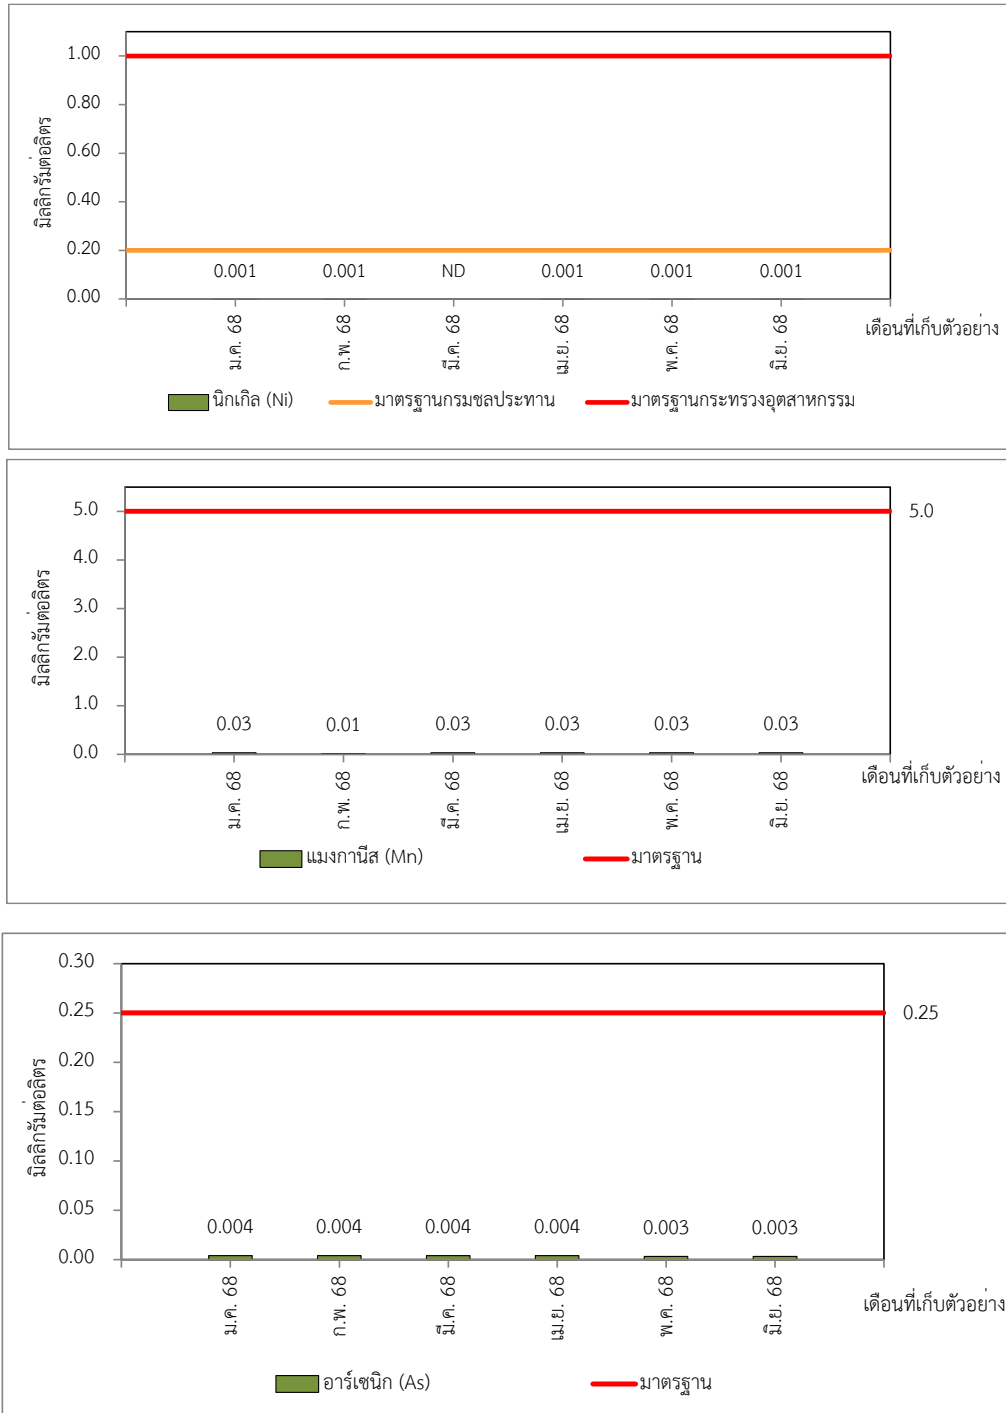 1.00
0.80
0.60
0.40
0.20
0.00
มิลลิกรัมต่อลิตร
0.001 0.001 ND 0.001 0.001 0.001
ม.ค. 68 ก.พ. 68 มี.ค. 68 เม.ย. 68 พ.ค. 68 มิ.ย. 68
เดือนที่เก็บตัวอย่าง
นิกเกิล (Ni) มาตรฐานกรมชลประทาน มาตรฐานกระทรวงอุตสาหกรรม
5.0
4.0
3.0
2.0
1.0
0.0
มิลลิกรัมต่อลิตร
5.0
0.03 0.01 0.03 0.03 0.03 0.03
ม.ค. 68 ก.พ. 68 มี.ค. 68 เม.ย. 68 พ.ค. 68 มิ.ย. 68
เดือนที่เก็บตัวอย่าง
แมงกานีส (Mn) มาตรฐาน
0.30
0.25
0.20
0.15
0.10
0.05
0.00
มิลลิกรัมต่อลิตร
0.25
0.004 0.004 0.004 0.004 0.003 0.003
ม.ค. 68 ก.พ. 68 มี.ค. 68 เม.ย. 68 พ.ค. 68 มิ.ย. 68
เดือนที่เก็บตัวอย่าง
อาร์เซนิก (As) มาตรฐาน